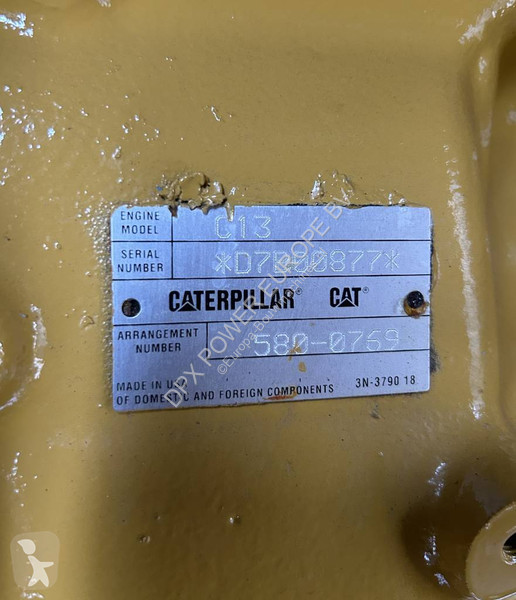 ENGINE
MODEL
C13
SERIAL
NUMBER
CATERPILLAR CAT®
ARRANGEMENT
NUMBER
580-0769
MADE IN U.S.
OF DOMESTIC AND FOREIGN COMPONENTS 3N-3790 18
DPX POWER EUROPE BV